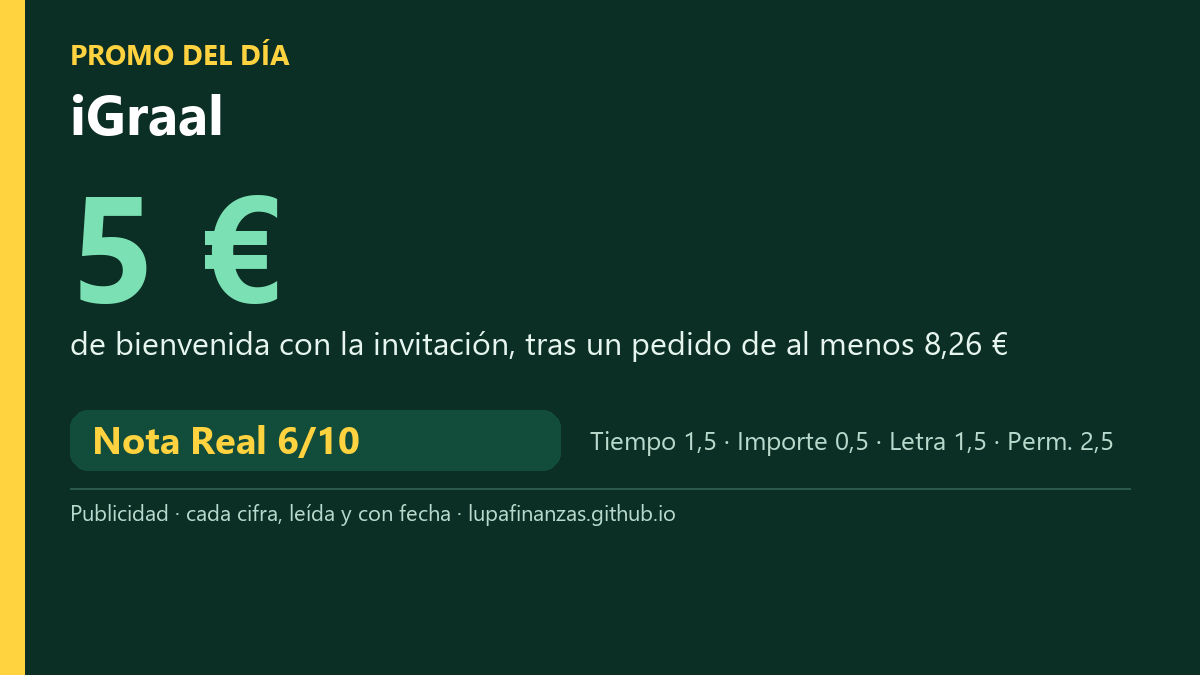 PROMO DEL DÍA
iGraal
5 €
de bienvenida con la invitación, tras un pedido de al menos 8,26 €
Nota Real 6/10
Tiempo 1,5 · Importe 0,5 · Letra 1,5 · Perm. 2,5
Publicidad · cada cifra, leída y con fecha · lupafinanzas.github.io